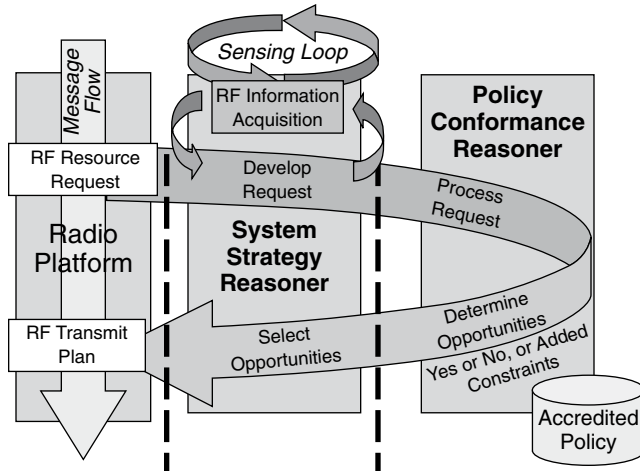 Sensing Loop
Message
Flow
RF Information
Acquisition
Policy
Conformance
Reasoner
RF Resource
Request
Develop
Request
Process
Request
Radio
Platform
System
Strategy
Reasoner
RF Transmit
Plan
Select
Opportunities
Determine
Opportunities
Yes or No, or Added
Constraints
Accredited
Policy